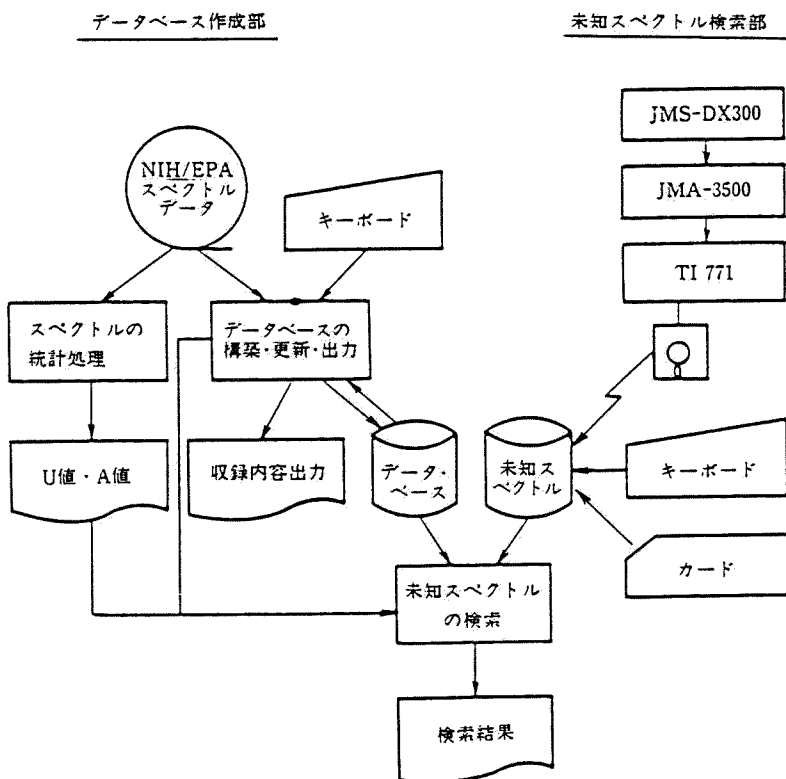 データベース作成部
未知スペクトル検索部
JMS-DX300
JMA-3500
TI 771
NIH/EPA
スペクトル
データ
キーボード
スペクトルの
統計処理
データベースの
構築・更新・出力
U値・A値
収録内容出力
データ・
ベース
未知ス
ペクトル
キーボード
カード
未知スペクトル
の検索
検索結果